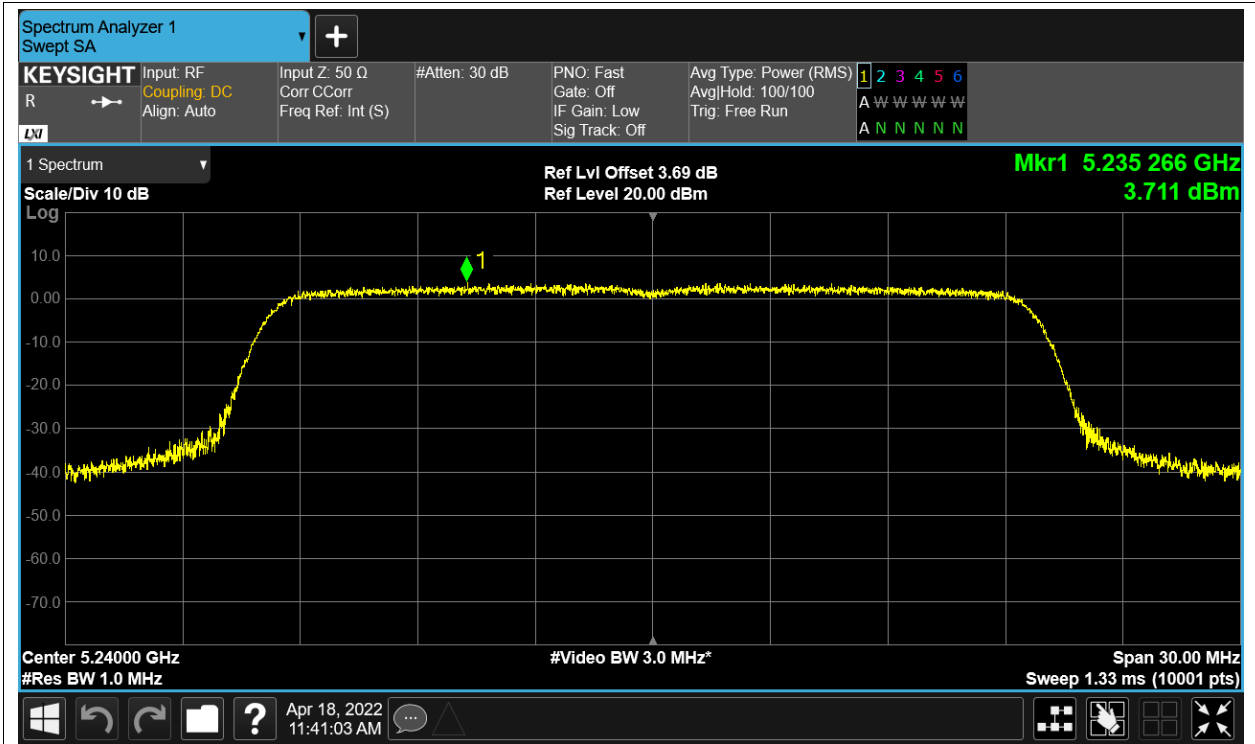 Spectrum Analyzer 1
Swept SA
KEYSIGHT
R
LXI
Input: RF
Coupling: DC
Align: Auto
Input Z: 50 Ω
Corr CCorr
Freq Ref: Int (S)
#Atten: 30 dB
PNO: Fast
Gate: Off
IF Gain: Low
Sig Track: Off
Avg Type: Power (RMS)
Avg|Hold: 100/100
Trig: Free Run
1 2 3 4 5 6
A W W W W W
A N N N N N
1 Spectrum
Scale/Div 10 dB
Log
Ref Lvl Offset 3.69 dB
Ref Level 20.00 dBm
Mkr1 5.235 266 GHz
3.711 dBm
1
10.0
0.00
-10.0
-20.0
-30.0
-40.0
-50.0
-60.0
-70.0
Center 5.24000 GHz
#Res BW 1.0 MHz
#Video BW 3.0 MHz*
Span 30.00 MHz
Sweep 1.33 ms (10001 pts)
?
Apr 18, 2022
11:41:03 AM